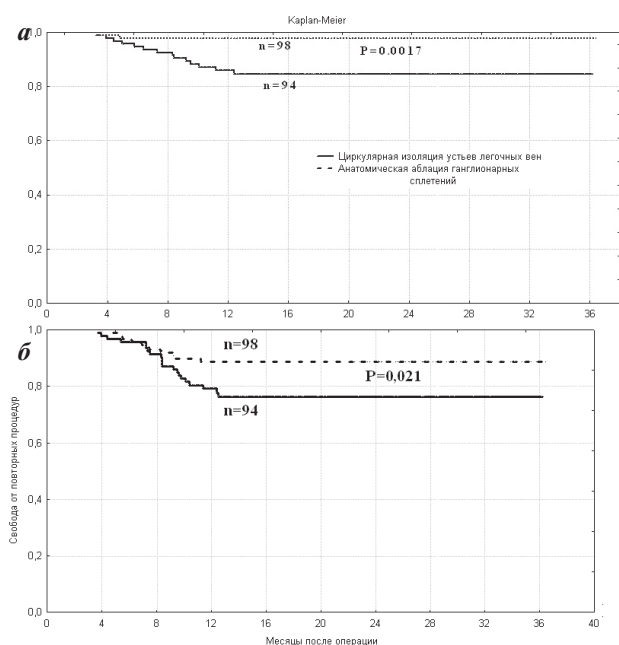 Kaplan-Meier
а
1,0
n=98
P=0.0017
0,8
n=94
0,6
Циркулярная изоляция устьев легочных вен
Анатомическая аблация ганглионарных
сплетений
0,4
0,2
0,0
0 4 8 12 16 20 24 28 32 36
б
1,0
n=98
P=0,021
0,8
n=94
0,6
Свобода от повторных процедур
0,4
0,2
0,0
0 4 8 12 16 20 24 28 32 36 40
Месяцы после операции